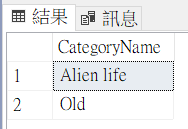 結果 訊息
CategoryName
1 Alien life
2 Old